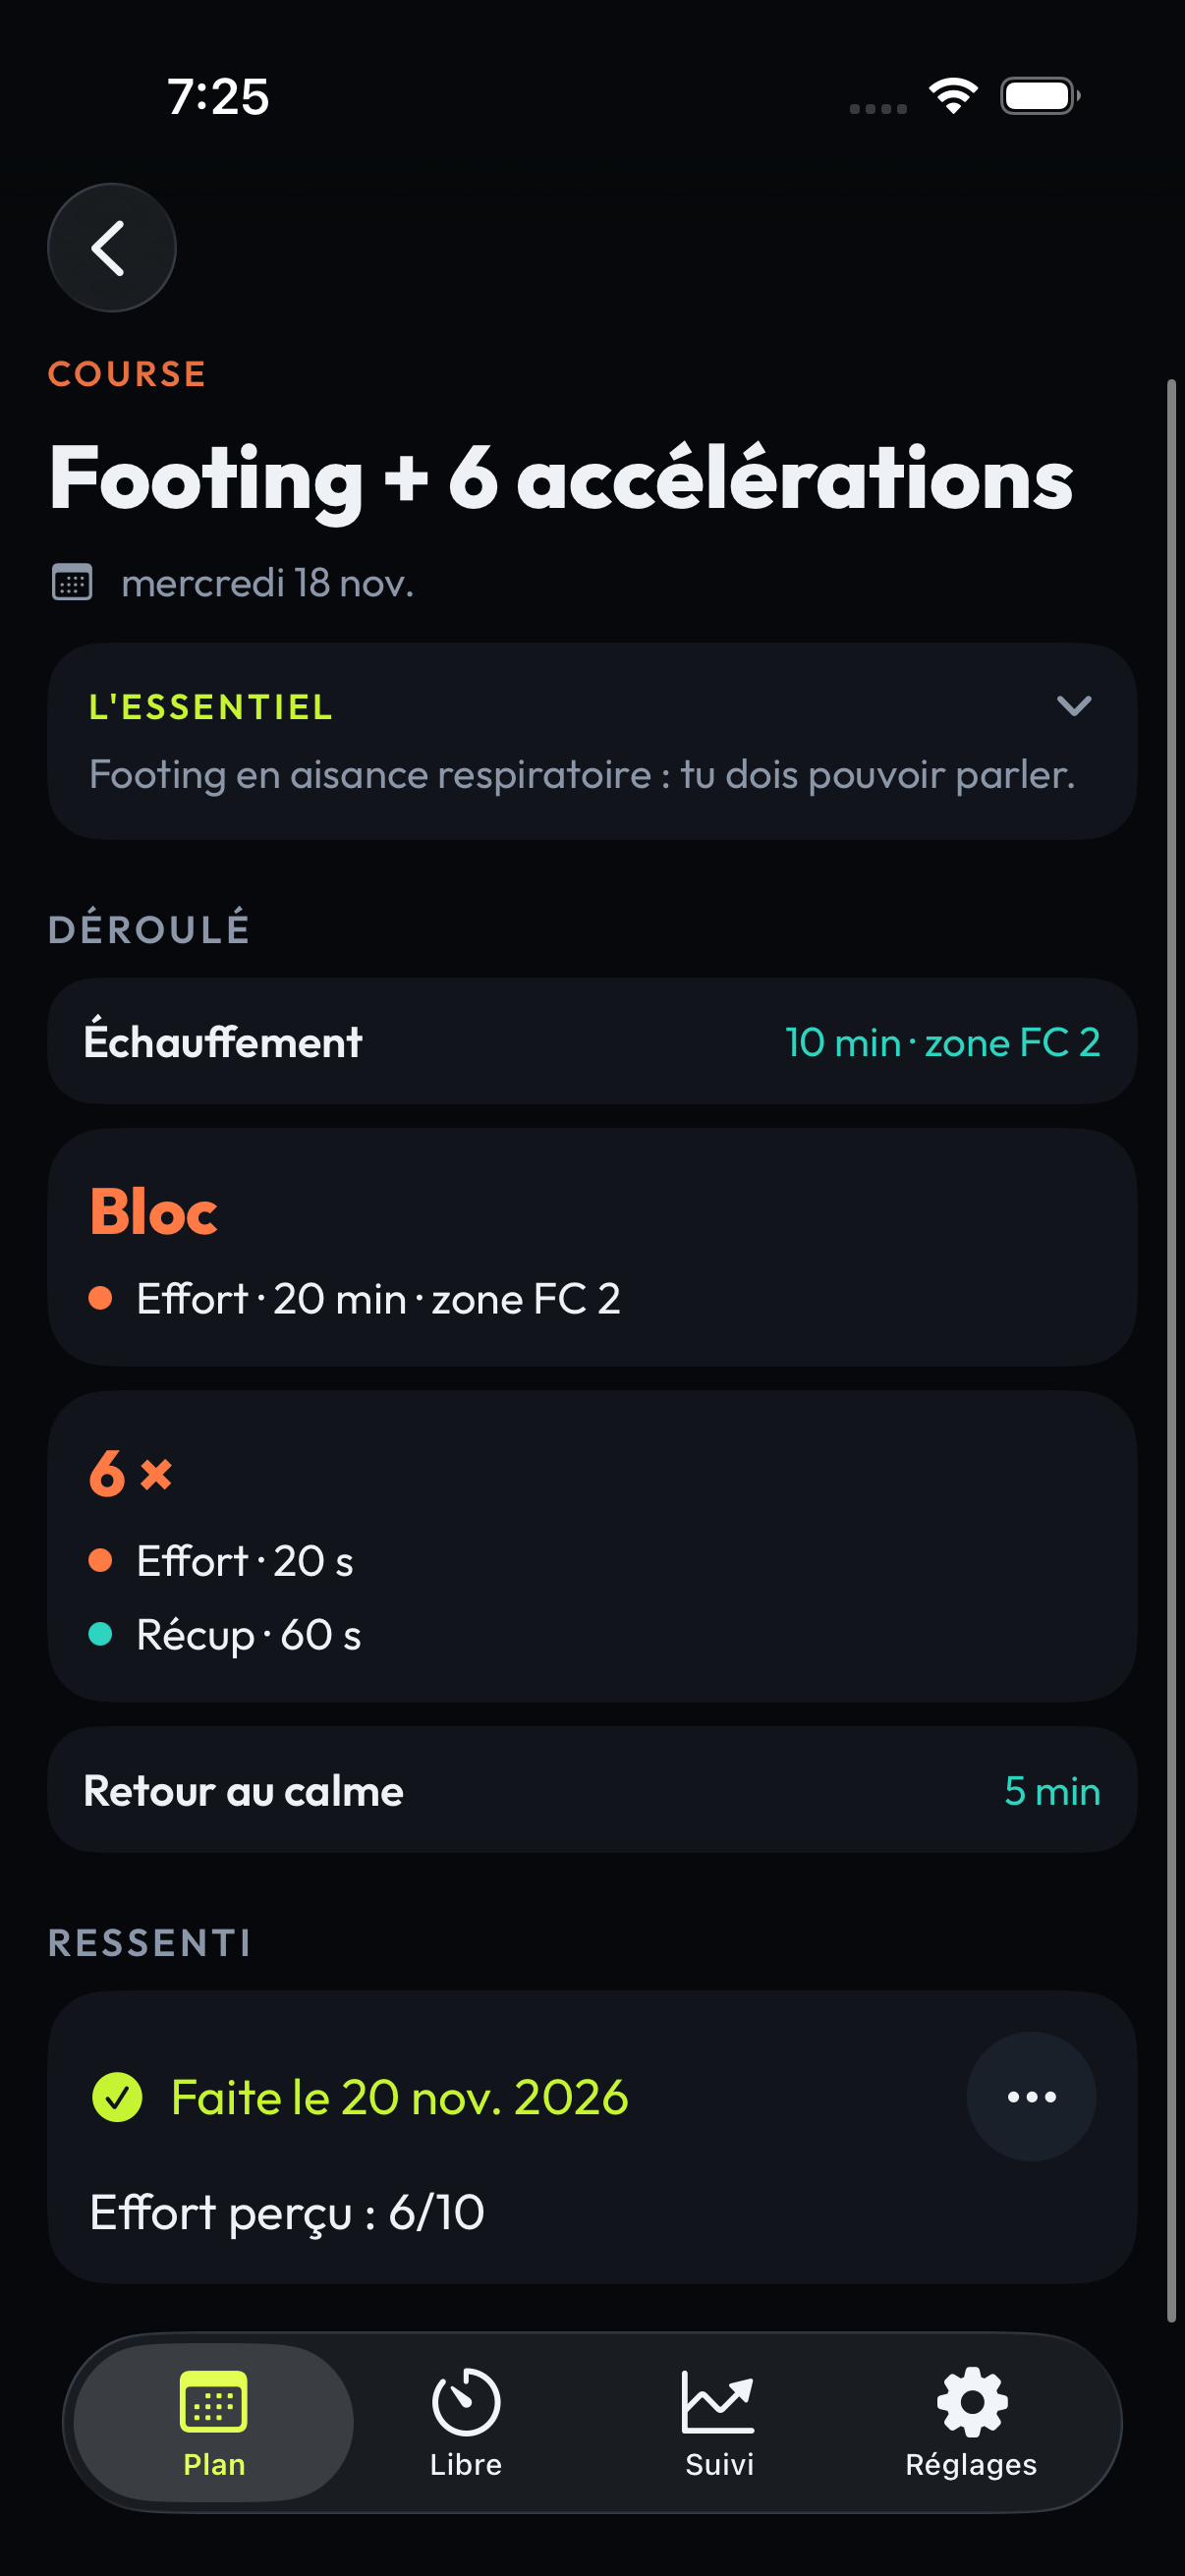 7:25
COURSE
Footing + 6 accélérations
mercredi 18 nov.
L'ESSENTIEL
Footing en aisance respiratoire : tu dois pouvoir parler.
DÉROULÉ
Échauffement 10 min · zone FC 2
Bloc
Effort · 20 min · zone FC 2
6 ×
Effort · 20 s
Récup · 60 s
Retour au calme 5 min
RESSENTI
Faite le 20 nov. 2026
Effort perçu : 6/10
Plan Libre Suivi Réglages